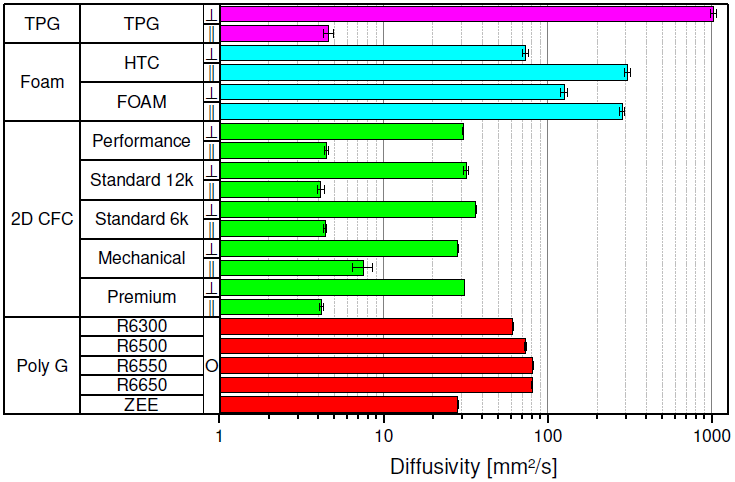 TPG TPG ⊥
||
Foam HTC ⊥
||
FOAM ⊥
||
2D CFC Performance ⊥
||
Standard 12k ⊥
||
Standard 6k ⊥
||
Mechanical ⊥
||
Premium ⊥
||
Poly G R6300
R6500
R6550 O
R6650
ZEE
1 10 100 1000
Diffusivity [mm²/s]